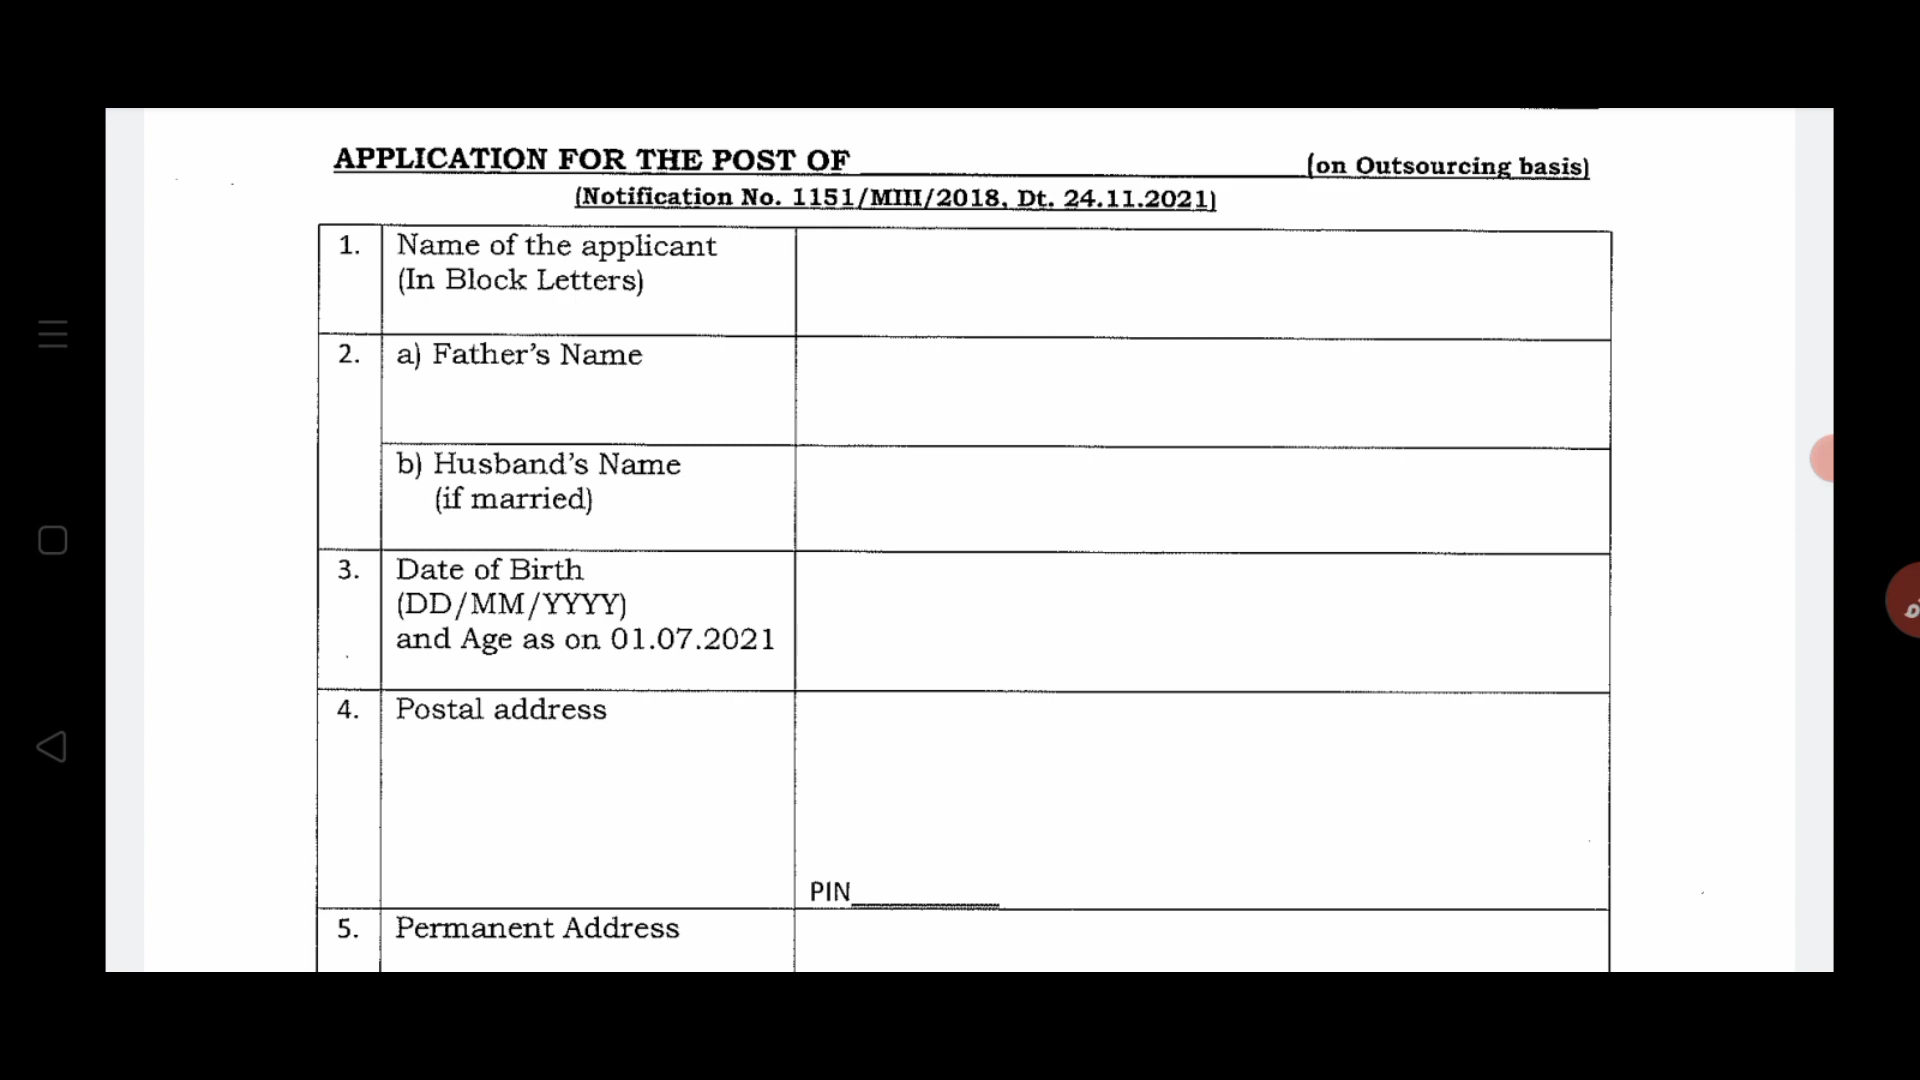 APPLICATION FOR THE POST OF ____________________ (on Outsourcing basis)
(Notification No. 1151/MIII/2018, Dt. 24.11.2021)
1. Name of the applicant
(In Block Letters)
2. a) Father's Name
b) Husband's Name
(if married)
3. Date of Birth
(DD/MM/YYYY)
and Age as on 01.07.2021
4. Postal address
PIN__________
5. Permanent Address